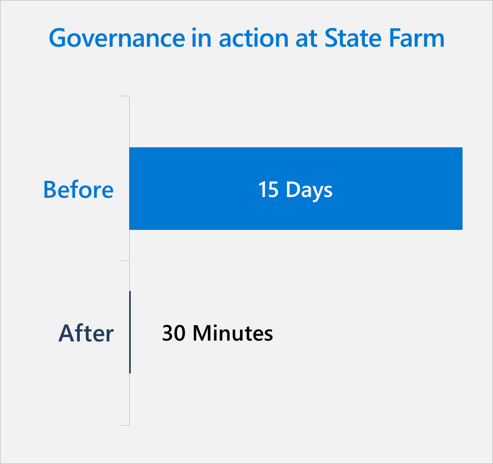 Governance in action at State Farm
Before
15 Days
After
30 Minutes